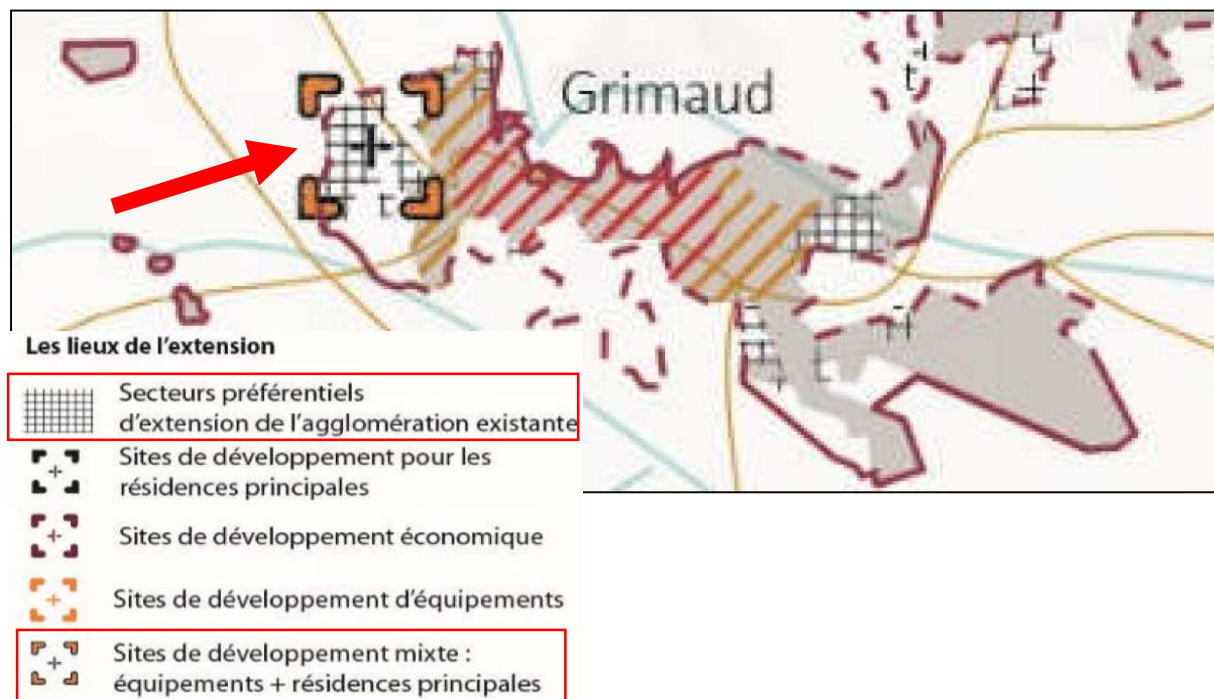 Grimaud
Les lieux de l’extension
Secteurs préférentiels
d’extension de l’agglomération existante
Sites de développement pour les
résidences principales
Sites de développement économique
Sites de développement d’équipements
Sites de développement mixte :
équipements + résidences principales